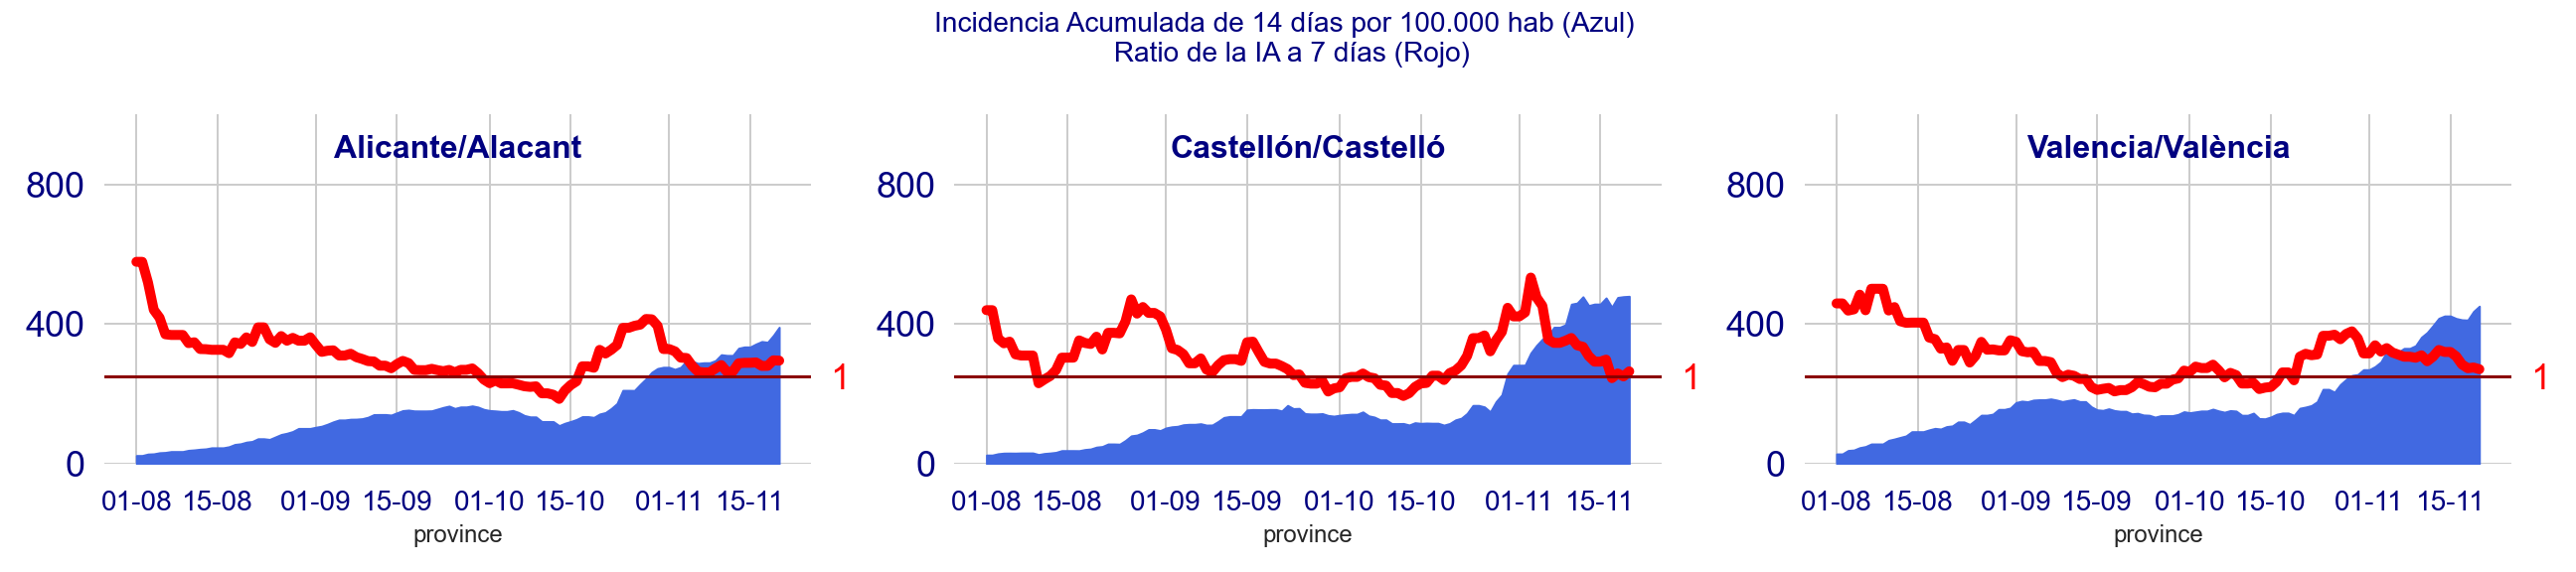 Incidencia Acumulada de 14 días por 100.000 hab (Azul)
Ratio de la IA a 7 días (Rojo)
Alicante/Alacant
800
400
0
1
01-08 15-08 01-09 15-09 01-10 15-10 01-11 15-11
province
Castellón/Castelló
800
400
0
1
01-08 15-08 01-09 15-09 01-10 15-10 01-11 15-11
province
Valencia/València
800
400
0
1
01-08 15-08 01-09 15-09 01-10 15-10 01-11 15-11
province